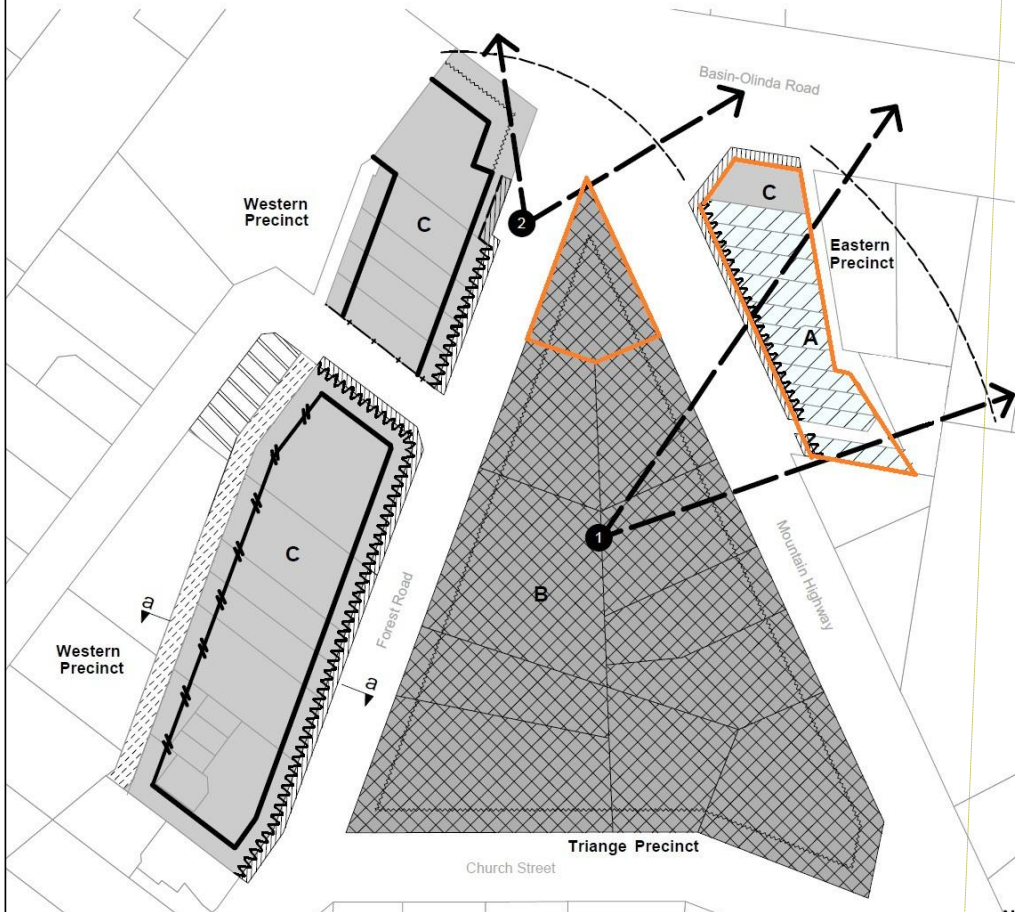 Basin-Olinda Road
Western
Precinct
C
2
C
Eastern
Precinct
A
1
C
B
Mountain Highway
Forest Road
a
Western
Precinct
a
Triange Precinct
Church Street